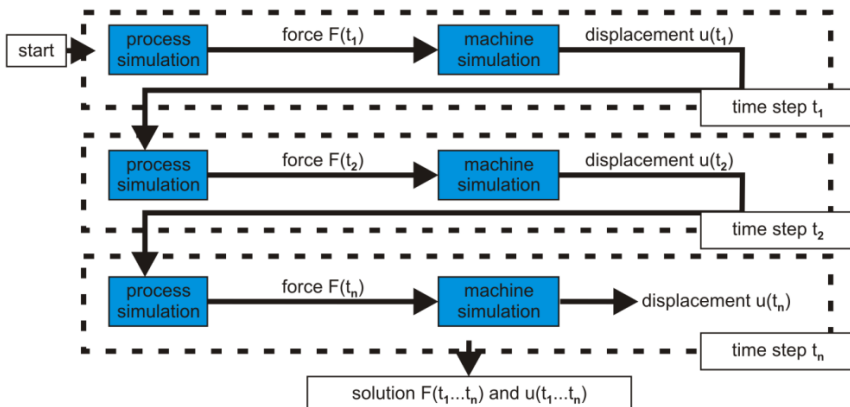 start
process simulation
force F(t₁)
machine simulation
displacement u(t₁)
time step t₁
process simulation
force F(t₂)
machine simulation
displacement u(t₂)
time step t₂
process simulation
force F(tₙ)
machine simulation
displacement u(tₙ)
time step tₙ
solution F(t₁...tₙ) and u(t₁...tₙ)